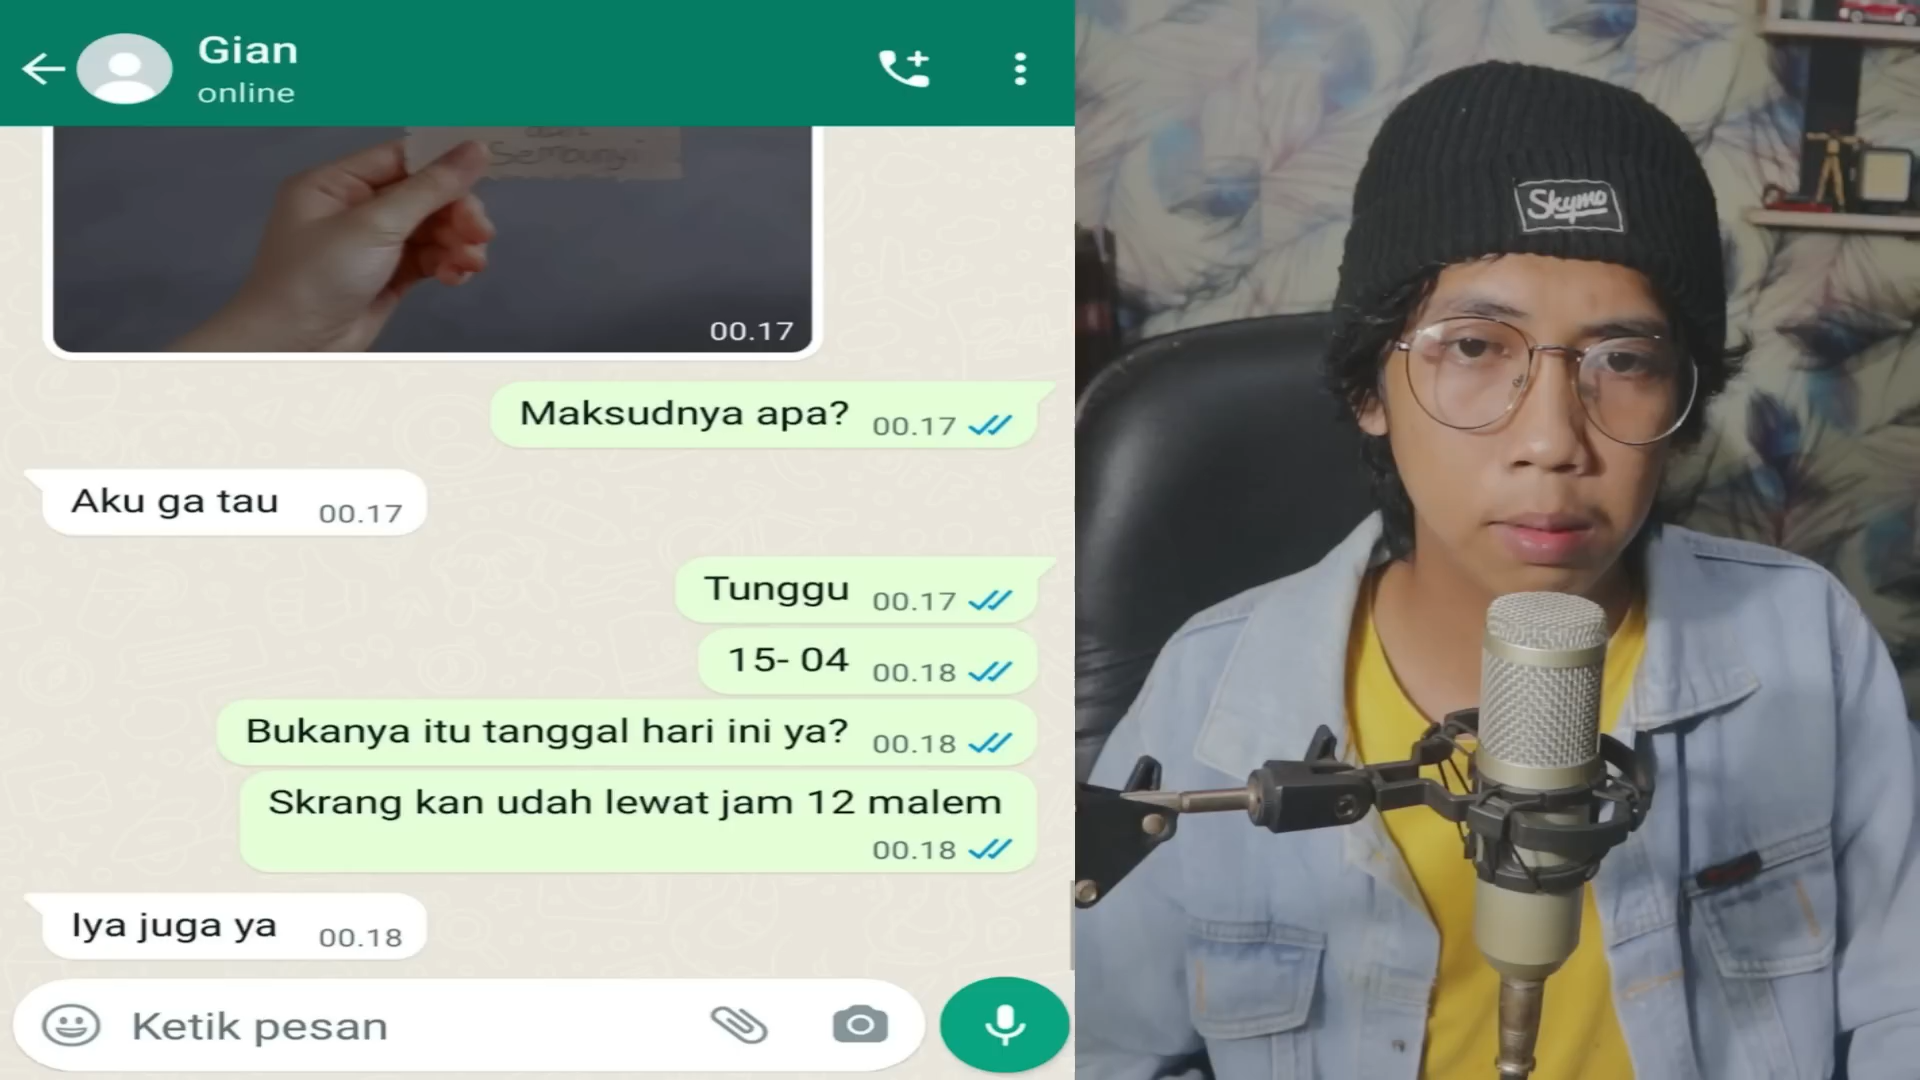 Gian
online
Sembunyi
00.17
Maksudnya apa? 00.17
Aku ga tau 00.17
Tunggu 00.17
15- 04 00.18
Bukanya itu tanggal hari ini ya? 00.18
Skrang kan udah lewat jam 12 malem
00.18
Iya juga ya 00.18
Ketik pesan
Skymo